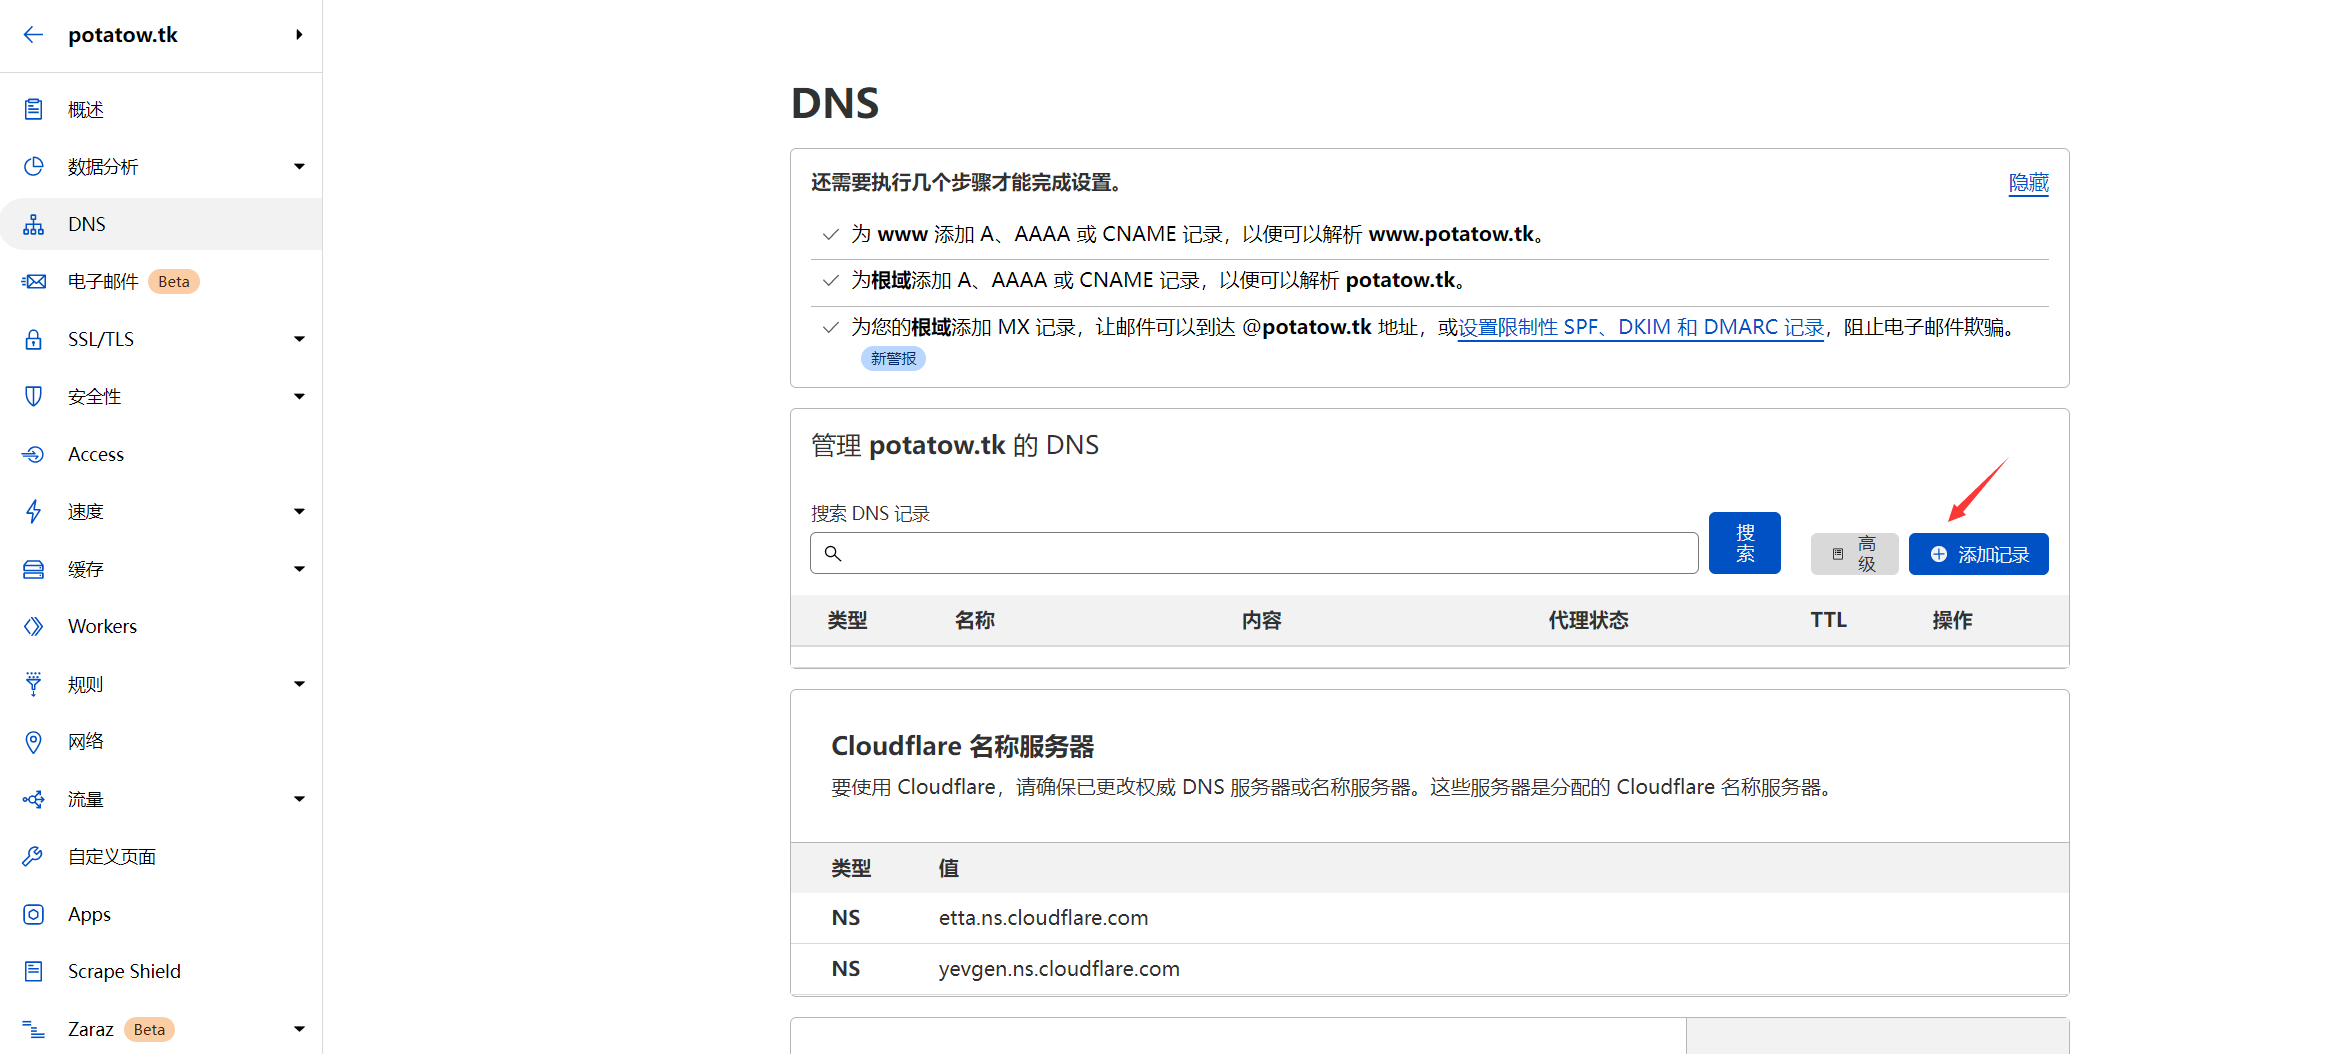 potatow.tk
概述
数据分析
DNS
电子邮件 Beta
SSL/TLS
安全性
Access
速度
缓存
Workers
规则
网络
流量
自定义页面
Apps
Scrape Shield
Zaraz Beta
DNS
还需要执行几个步骤才能完成设置。
隐藏
为 www 添加 A、AAAA 或 CNAME 记录，以便可以解析 www.potatow.tk。
为根域添加 A、AAAA 或 CNAME 记录，以便可以解析 potatow.tk。
为您的根域添加 MX 记录，让邮件可以到达 @potatow.tk 地址，或设置限制性 SPF、DKIM 和 DMARC 记录，阻止电子邮件欺骗。
新警报
管理 potatow.tk 的 DNS
搜索 DNS 记录
搜
索
高
级
添加记录
类型 名称 内容 代理状态 TTL 操作
Cloudflare 名称服务器
要使用 Cloudflare，请确保已更改权威 DNS 服务器或名称服务器。这些服务器是分配的 Cloudflare 名称服务器。
类型 值
NS etta.ns.cloudflare.com
NS yevgen.ns.cloudflare.com